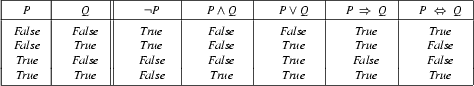 P Q ¬P P ∧ Q P ∨ Q P ⇒ Q P ⇔ Q
False False True False False True True
False True True False True True False
True False False False True False False
True True False True True True True